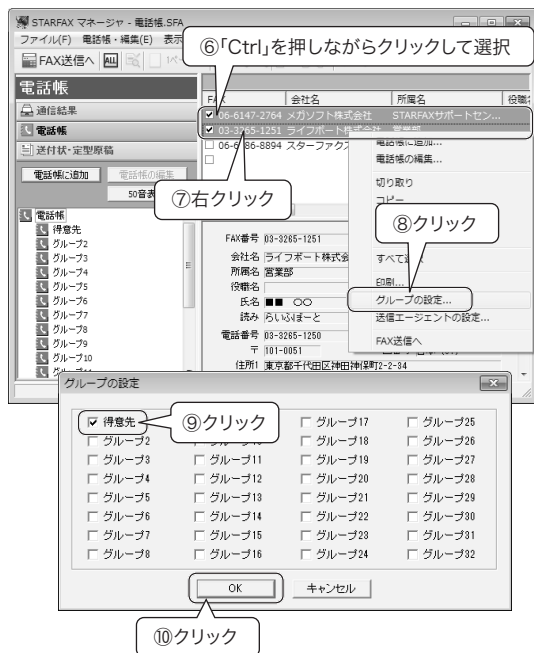 STARFAX マネージャ - 電話帳.SFA
ファイル(F) 電話帳・編集(E) 表示
⑥「Ctrl」を押しながらクリックして選択
FAX送信へ ALL
電話帳
通信結果
電話帳
送付状・定型原稿
電話帳に追加 電話帳の編集
50音表
会社名 所属名 役職
06-6147-2764 メガソフト株式会社 STARFAXサポートセン...
03-3265-1251 ライフボート株式会社 営業部
8894 スターファクス
⑦右クリック
電話帳に追加...
電話帳の編集...
切り取り
コピー
⑧クリック
印刷...
グループの設定...
送信エージェントの設定...
FAX送信へ
電話帳
得意先
グループ2
グループ3
グループ4
グループ5
グループ6
グループ7
グループ8
グループ9
グループ10
FAX番号 03-3265-1251
会社名 ライフボート株式会
所属名 営業部
役職名
氏名 ■■ ○○
読み らいふぼーと
電話番号 03-3265-1250
〒 101-0051
住所1 東京都千代田区神田神保町2-2-34
グループの設定
得意先 ⑨クリック グループ17 グループ25
グループ2 グループ18 グループ26
グループ3 グループ11 グループ19 グループ27
グループ4 グループ12 グループ20 グループ28
グループ5 グループ13 グループ21 グループ29
グループ6 グループ14 グループ22 グループ30
グループ7 グループ15 グループ23 グループ31
グループ8 グループ16 グループ24 グループ32
OK キャンセル
⑩クリック